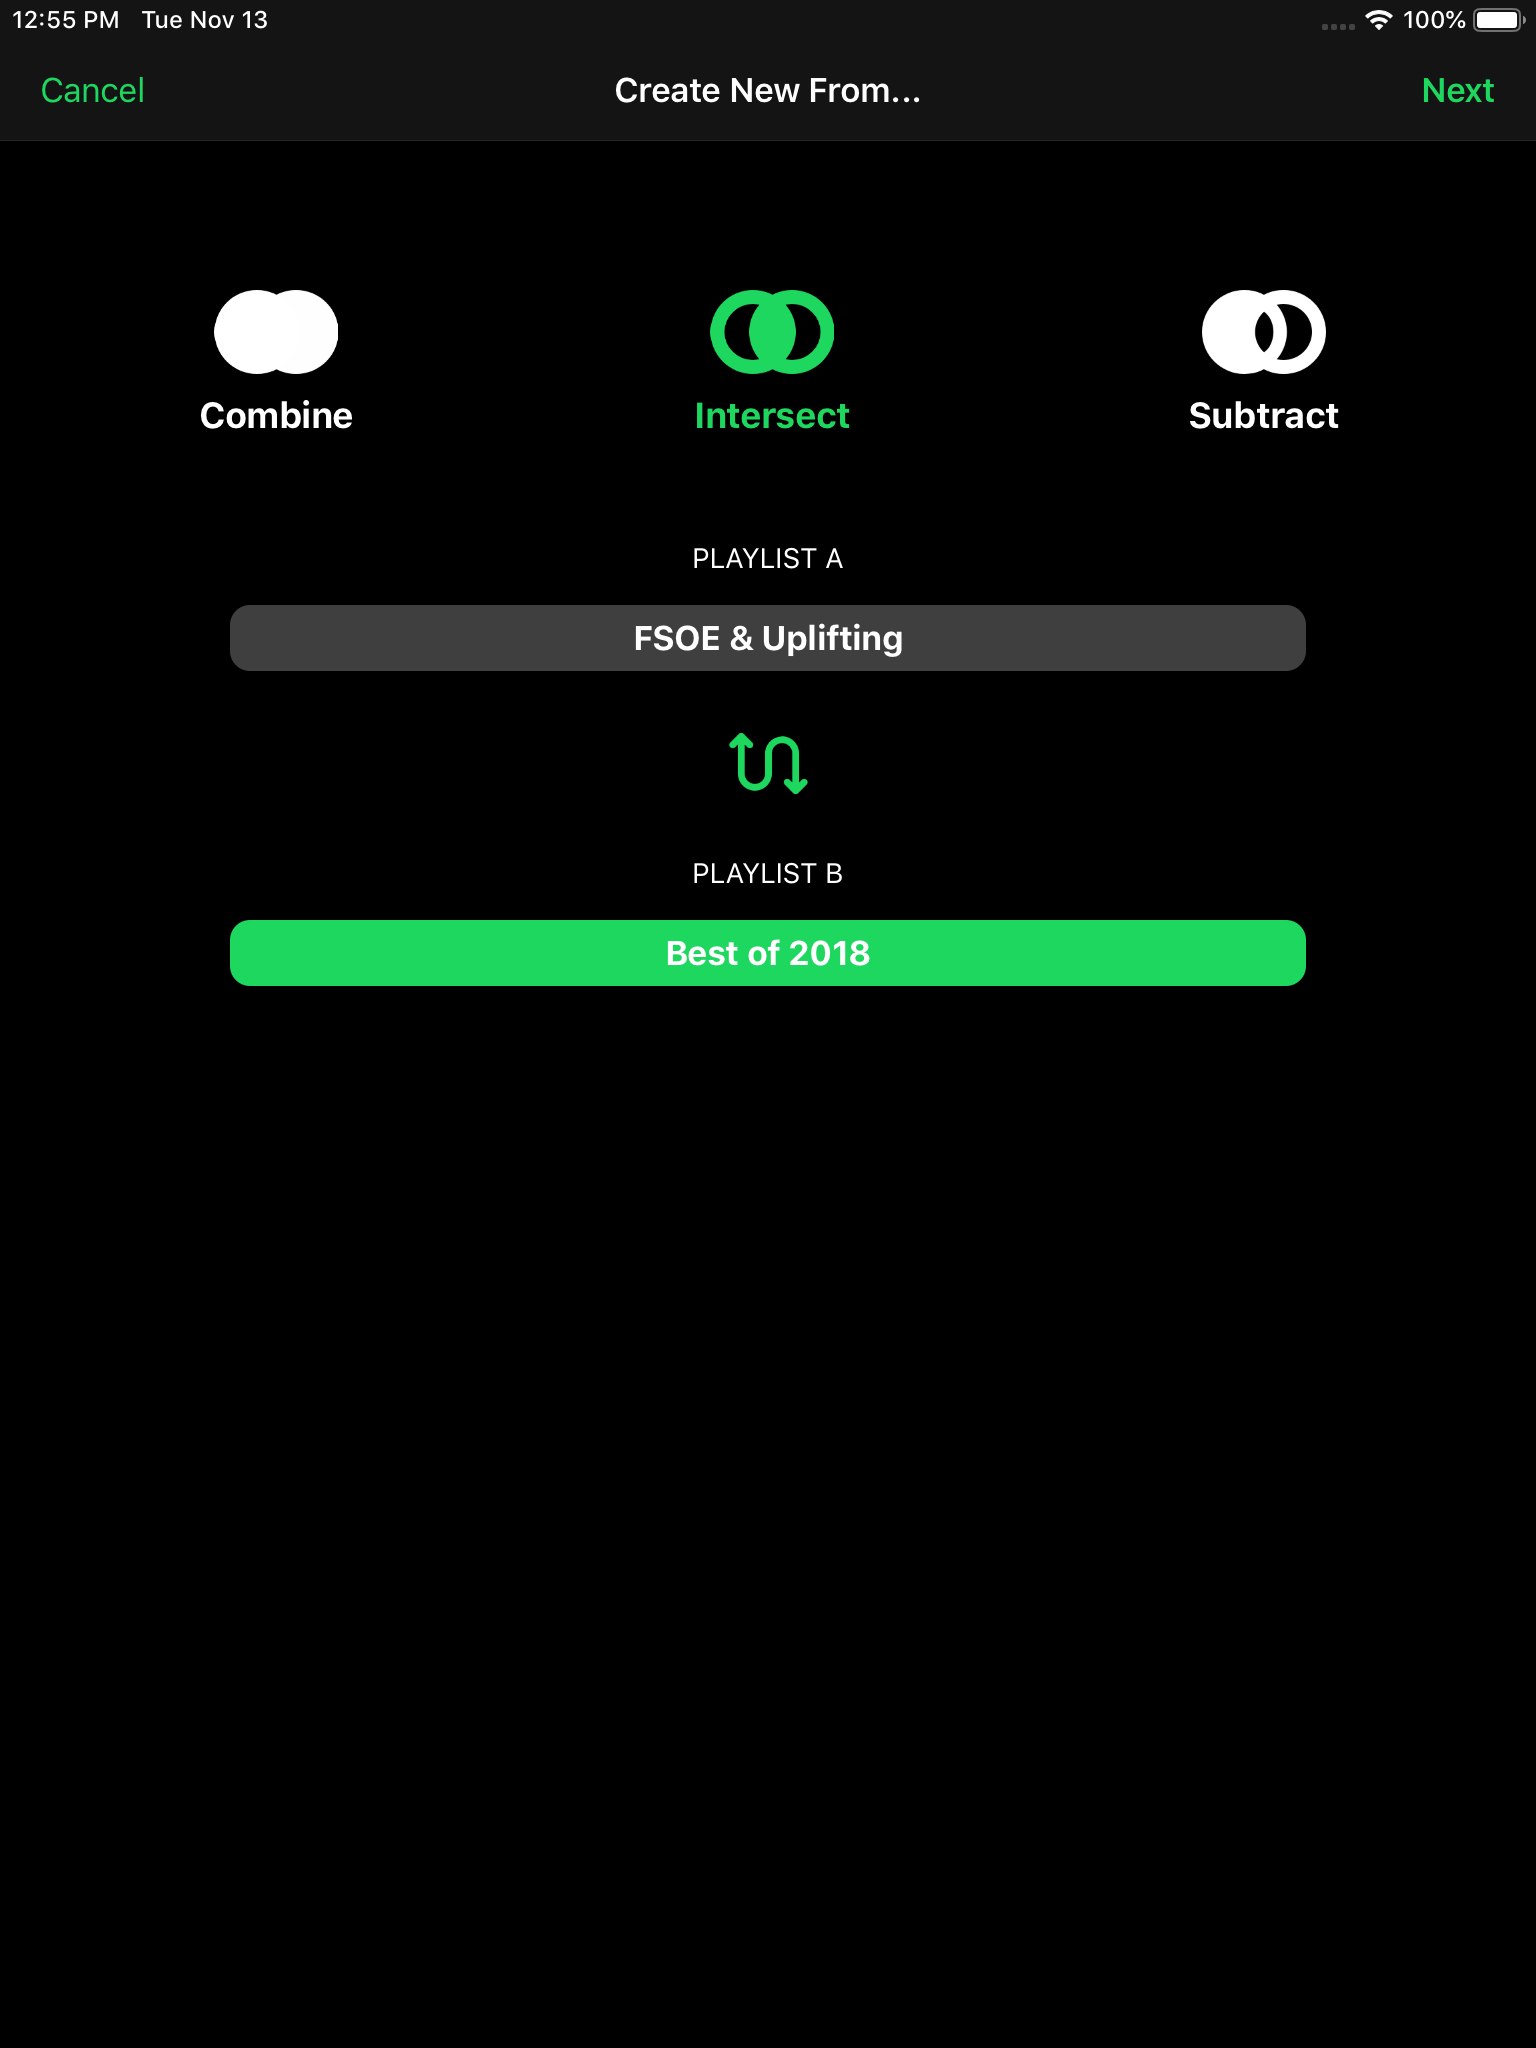 12:55 PM Tue Nov 13 100%
Cancel Create New From... Next
Combine Intersect Subtract
PLAYLIST A
FSOE & Uplifting
PLAYLIST B
Best of 2018